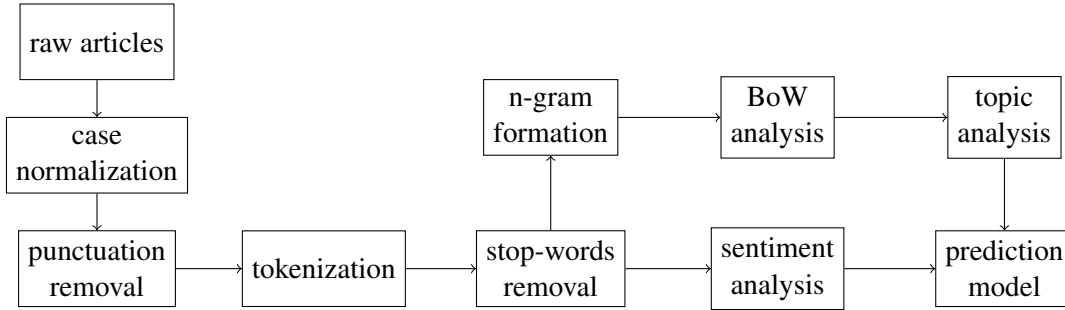 raw articles
case
normalization
punctuation
removal
tokenization
stop-words
removal
n-gram
formation
BoW
analysis
topic
analysis
sentiment
analysis
prediction
model